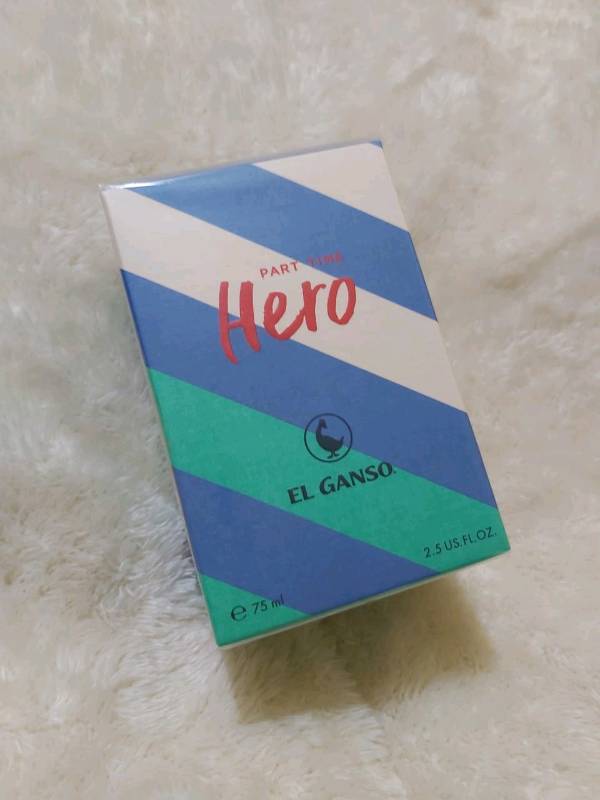 PART TIME
Hero
EL GANSO
2.5 US.FL.OZ.
℮ 75 ml